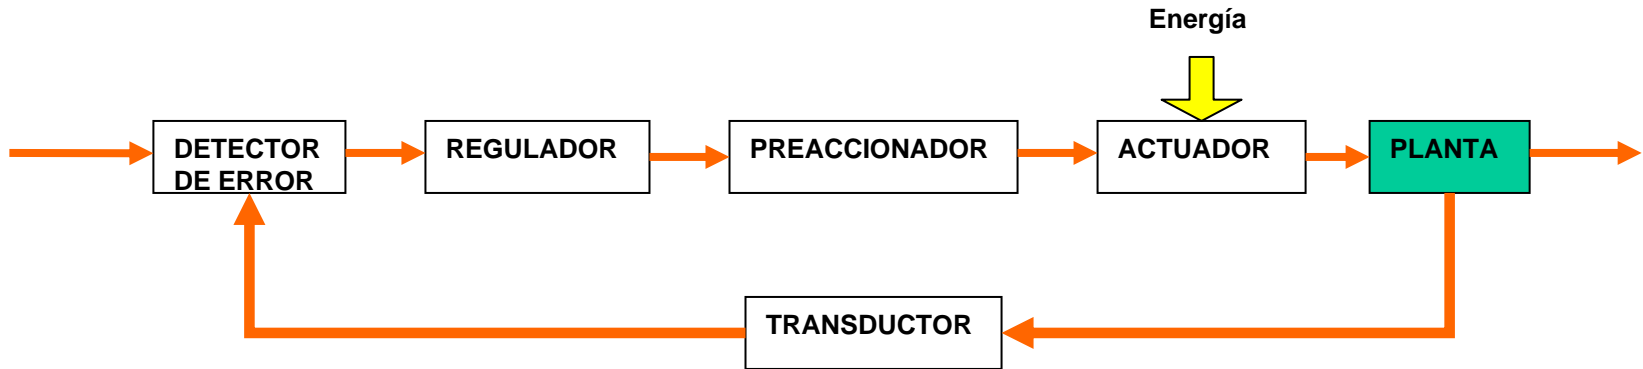 Energía
DETECTOR
DE ERROR
REGULADOR
PREACCIONADOR
ACTUADOR
PLANTA
TRANSDUCTOR